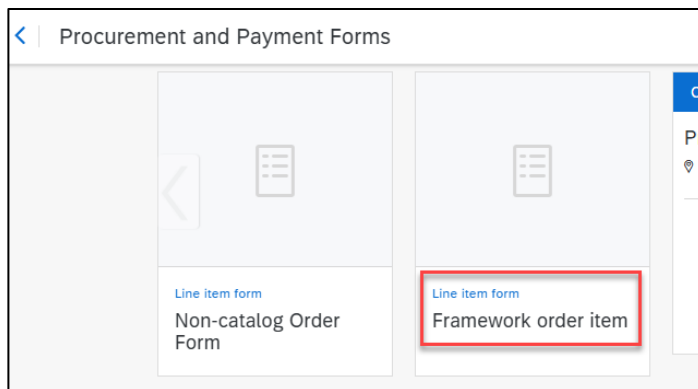 Procurement and Payment Forms
Line item form
Non-catalog Order
Form
Line item form
Framework order item